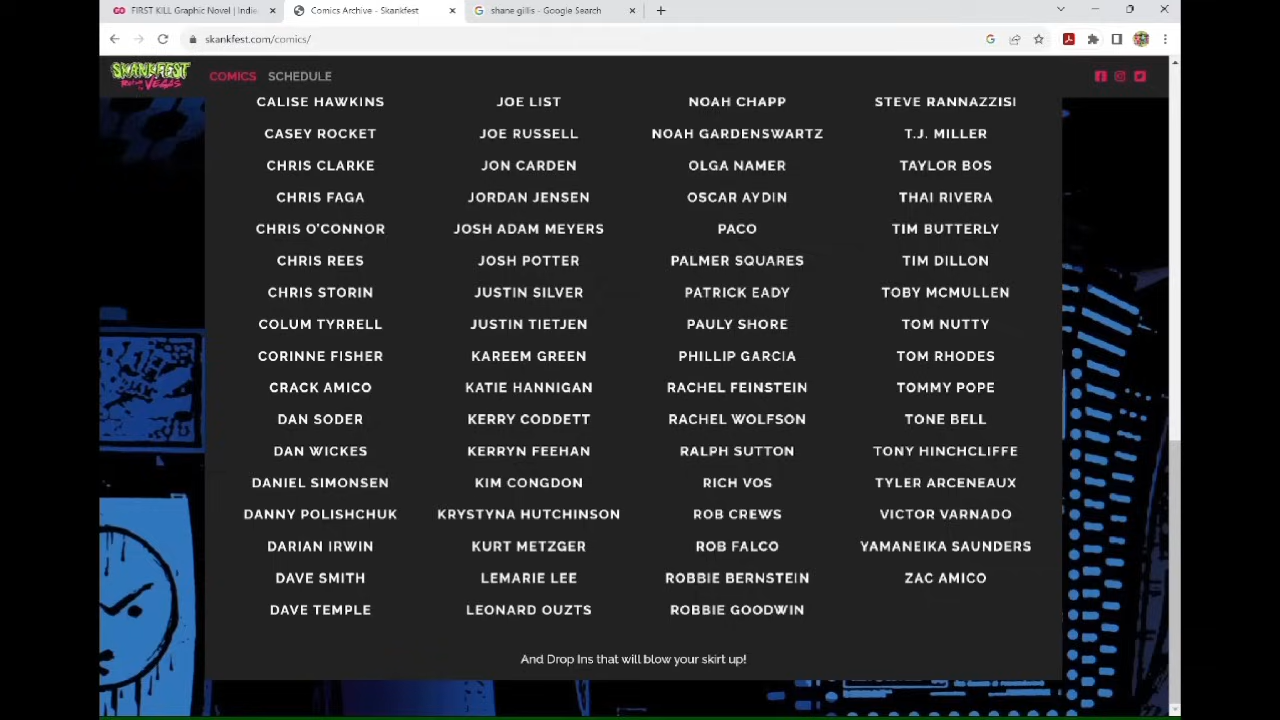 FIRST KILL Graphic Novel | Indie
Comics Archive - Skankfest
shane gillis - Google Search
skankfest.com/comics/
SKANKFEST
VEGAS
COMICS SCHEDULE
CALISE HAWKINS JOE LIST NOAH CHAPP STEVE RANNAZZISI
CASEY ROCKET JOE RUSSELL NOAH GARDENSWARTZ T.J. MILLER
CHRIS CLARKE JON CARDEN OLGA NAMER TAYLOR BOS
CHRIS FAGA JORDAN JENSEN OSCAR AYDIN THAI RIVERA
CHRIS O'CONNOR JOSH ADAM MEYERS PACO TIM BUTTERLY
CHRIS REES JOSH POTTER PALMER SQUARES TIM DILLON
CHRIS STORIN JUSTIN SILVER PATRICK EADY TOBY MCMULLEN
COLUM TYRRELL JUSTIN TIETJEN PAULY SHORE TOM NUTTY
CORINNE FISHER KAREEM GREEN PHILLIP GARCIA TOM RHODES
CRACK AMICO KATIE HANNIGAN RACHEL FEINSTEIN TOMMY POPE
DAN SODER KERRY CODDETT RACHEL WOLFSON TONE BELL
DAN WICKES KERRYN FEEHAN RALPH SUTTON TONY HINCHCLIFFE
DANIEL SIMONSEN KIM CONGDON RICH VOS TYLER ARCENEAUX
DANNY POLISHCHUK KRYSTYNA HUTCHINSON ROB CREWS VICTOR VARNADO
DARIAN IRWIN KURT METZGER ROB FALCO YAMANEIKA SAUNDERS
DAVE SMITH LEMARIE LEE ROBBIE BERNSTEIN ZAC AMICO
DAVE TEMPLE LEONARD OUZTS ROBBIE GOODWIN
And Drop Ins that will blow your skirt up!